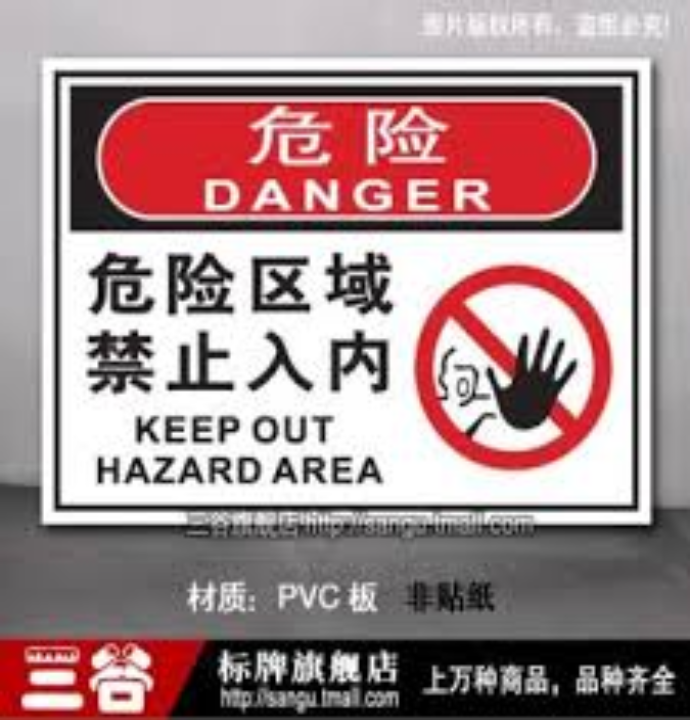 图片版权所有，盗图必究!
危险
DANGER
危险区域
禁止入内
KEEP OUT
HAZARD AREA
三谷旗舰店 http://sangu.tmall.com
材质：PVC 板 非贴纸
三谷
标牌旗舰店
http://sangu.tmall.com
上万种商品，品种齐全